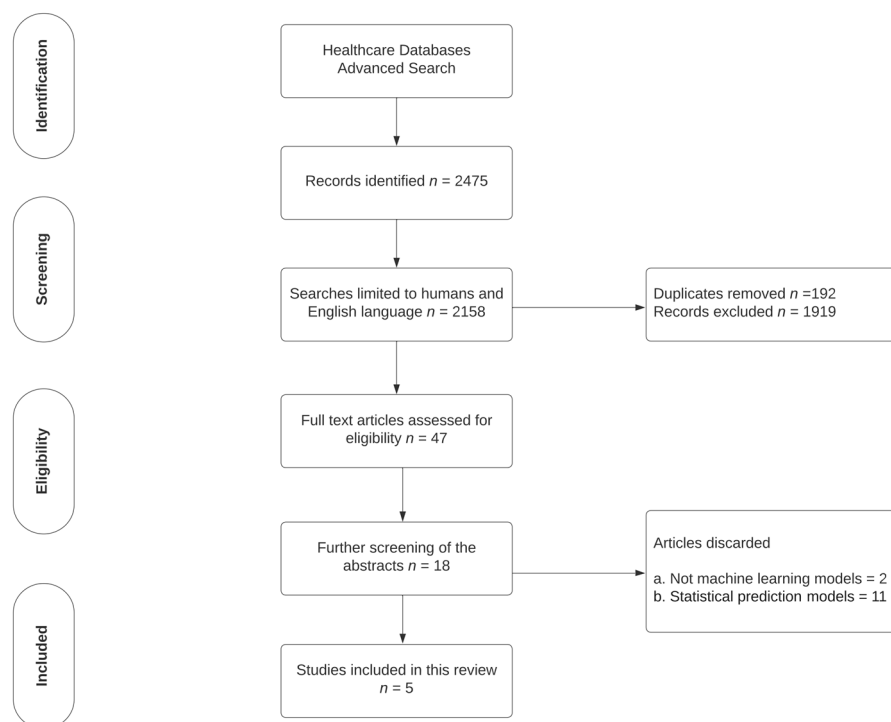 Identification
Healthcare Databases
Advanced Search
Records identified n = 2475
Screening
Searches limited to humans and
English language n = 2158
Duplicates removed n =192
Records excluded n = 1919
Eligibility
Full text articles assessed for
eligibility n = 47
Further screening of the
abstracts n = 18
Articles discarded
a. Not machine learning models = 2
b. Statistical prediction models = 11
Included
Studies included in this review
n = 5